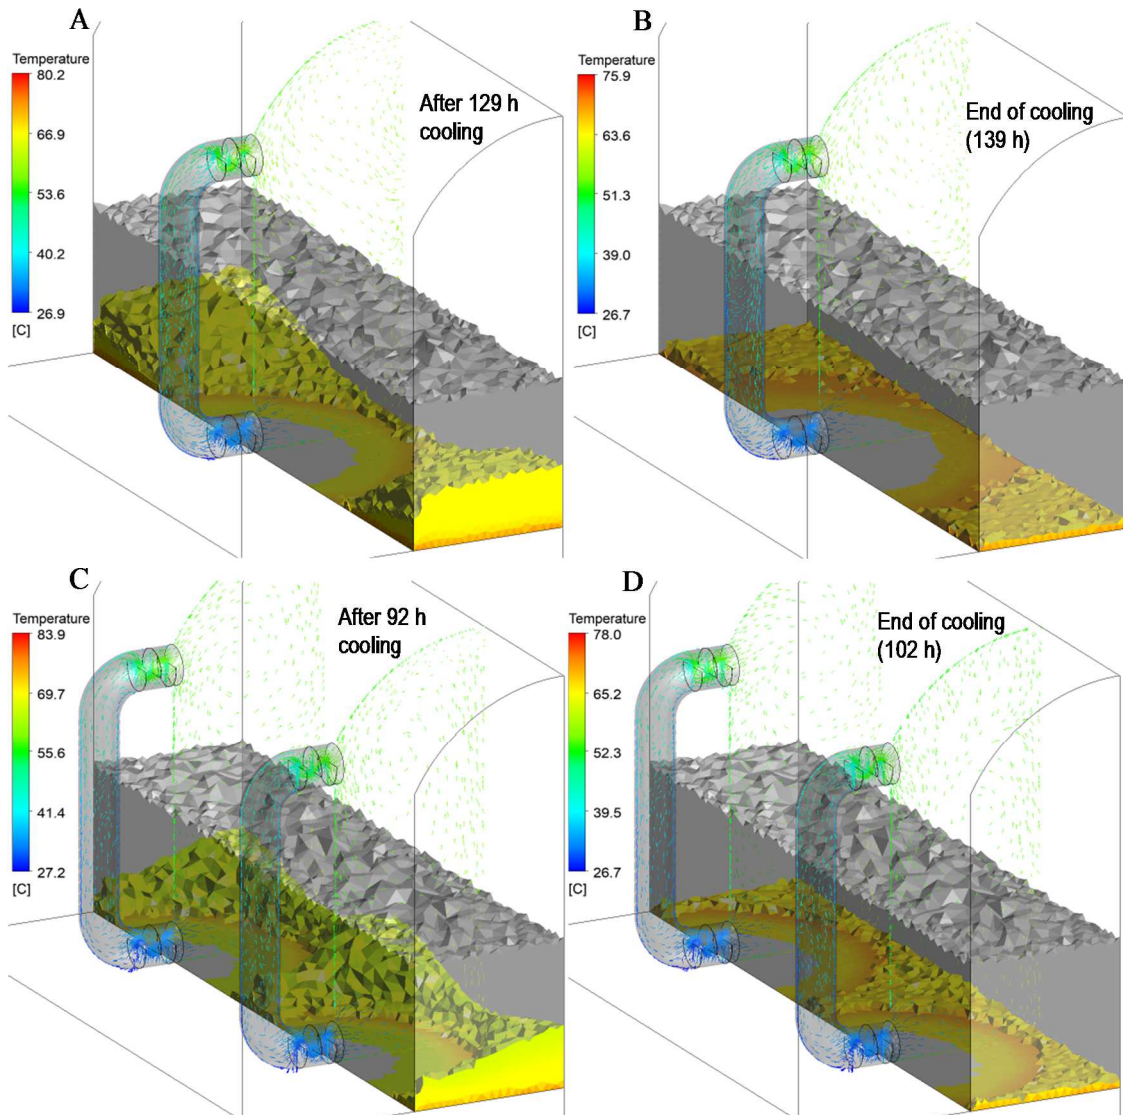 A
Temperature
80.2
66.9
53.6
40.2
26.9
[C]
After 129 h
cooling
B
Temperature
75.9
63.6
51.3
39.0
26.7
[C]
End of cooling
(139 h)
C
Temperature
83.9
69.7
55.6
41.4
27.2
[C]
After 92 h
cooling
D
Temperature
78.0
65.2
52.3
39.5
26.7
[C]
End of cooling
(102 h)